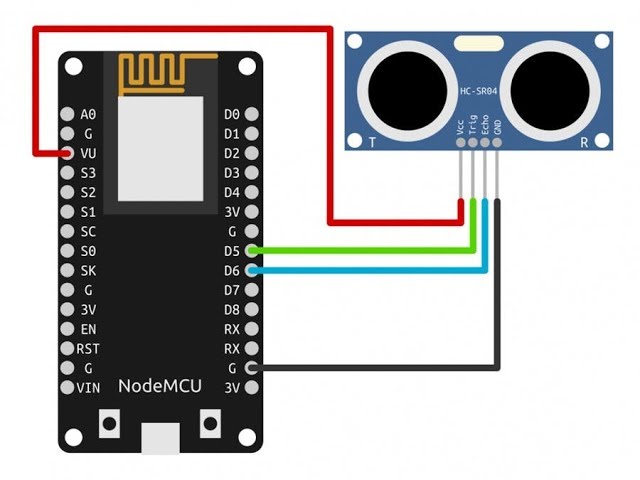 HC-SR04
Vcc
Trig
Echo
GND
T
R
A0
G
VU
S3
S2
S1
SC
S0
SK
G
3V
EN
RST
G
VIN
D0
D1
D2
D3
D4
3V
G
D5
D6
D7
D8
RX
RX
G
3V
NodeMCU